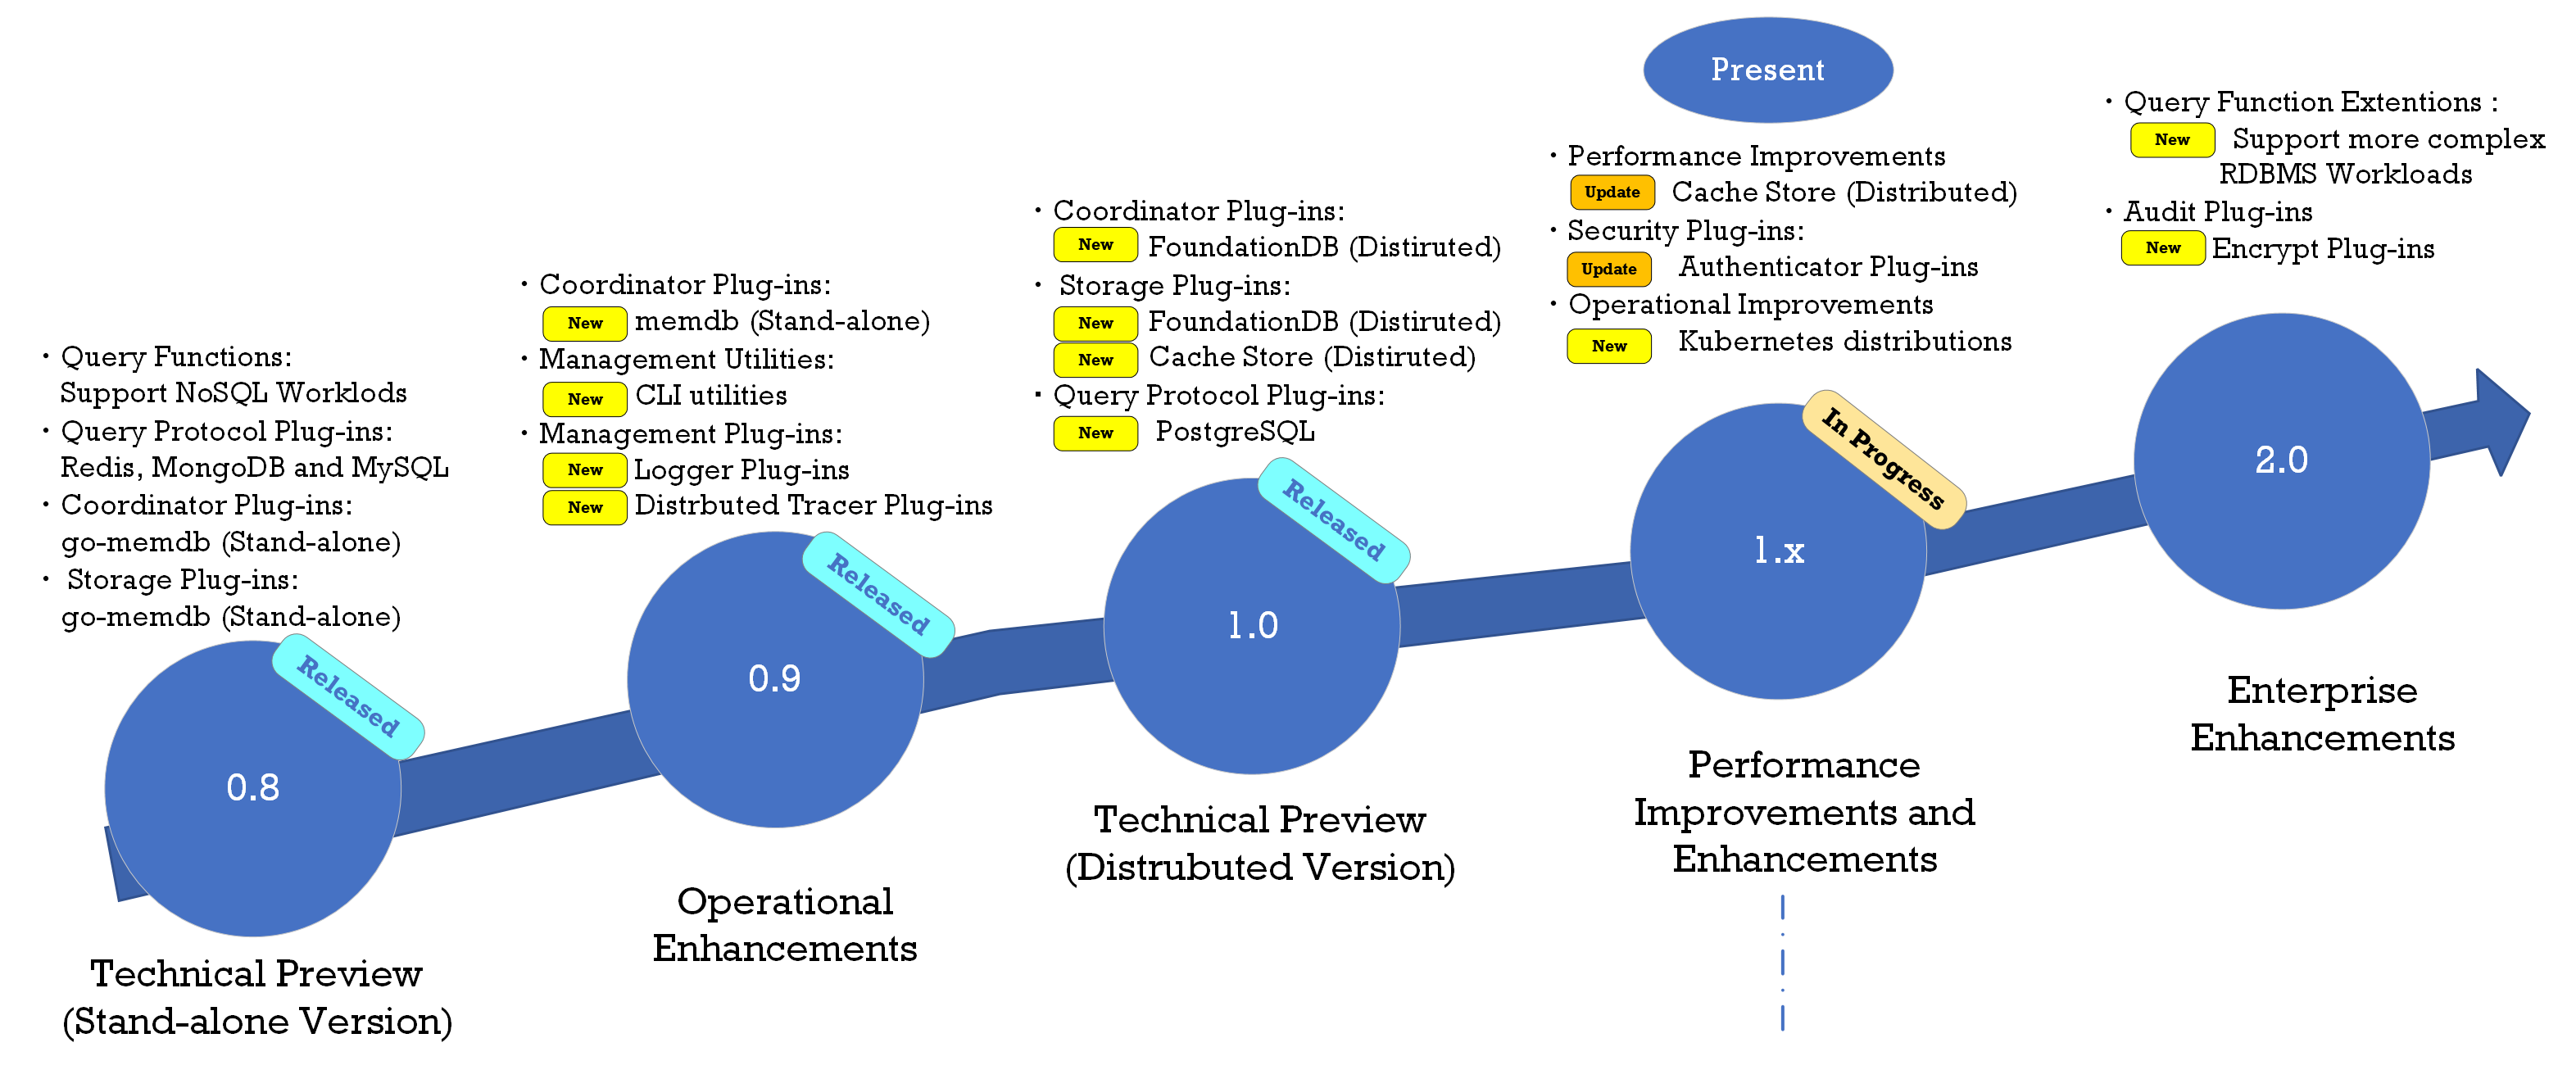 ・Query Functions:
Support NoSQL Worklods
・Query Protocol Plug-ins:
Redis, MongoDB and MySQL
・Coordinator Plug-ins:
go-memdb (Stand-alone)
・ Storage Plug-ins:
go-memdb (Stand-alone)
Released
0.8
Technical Preview
(Stand-alone Version)
・Coordinator Plug-ins:
New memdb (Stand-alone)
・Management Utilities:
New CLI utilities
・Management Plug-ins:
New Logger Plug-ins
New Distrbuted Tracer Plug-ins
Released
0.9
Operational
Enhancements
・Coordinator Plug-ins:
New FoundationDB (Distiruted)
・ Storage Plug-ins:
New FoundationDB (Distiruted)
New Cache Store (Distiruted)
・Query Protocol Plug-ins:
New PostgreSQL
Released
1.0
Technical Preview
(Distrubuted Version)
Present
・Performance Improvements
Update Cache Store (Distributed)
・Security Plug-ins:
Update Authenticator Plug-ins
・Operational Improvements
New Kubernetes distributions
In Progress
1.x
Performance
Improvements and
Enhancements
・Query Function Extentions :
New Support more complex
RDBMS Workloads
・Audit Plug-ins
New Encrypt Plug-ins
2.0
Enterprise
Enhancements